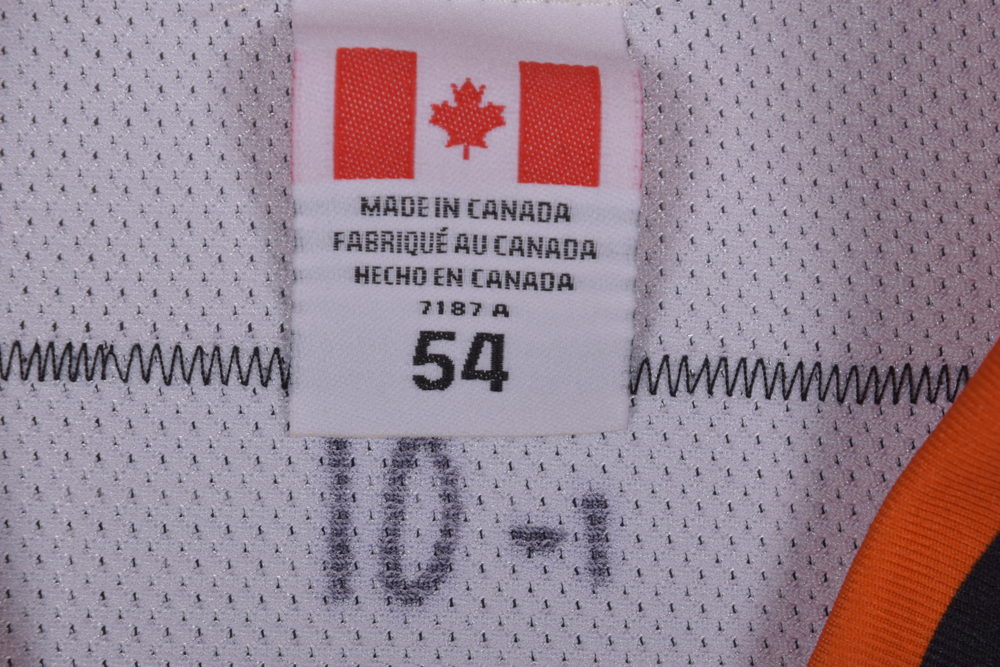 MADE IN CANADA
FABRIQUÉ AU CANADA
HECHO EN CANADA
7187 A
54
10 -1